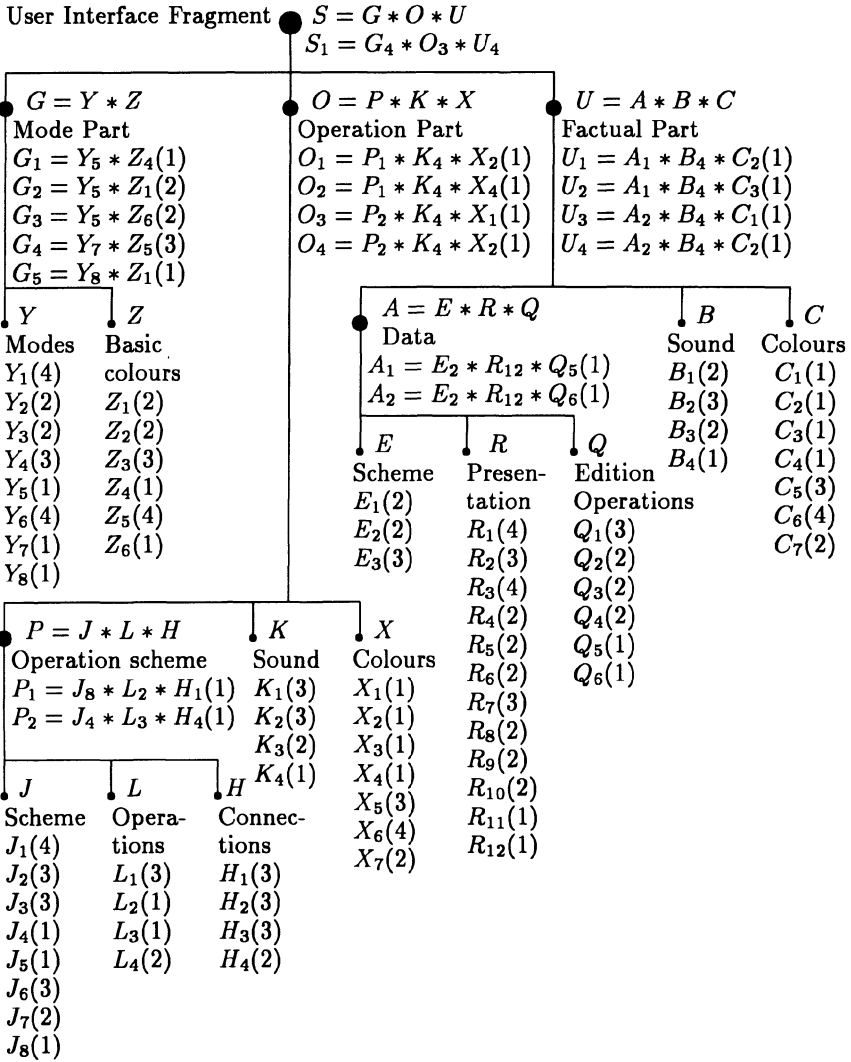 User Interface Fragment
S = G * O * U
S₁ = G₄ * O₃ * U₄
G = Y * Z
Mode Part
G₁ = Y₅ * Z₄(1)
G₂ = Y₅ * Z₁(2)
G₃ = Y₅ * Z₆(2)
G₄ = Y₇ * Z₅(3)
G₅ = Y₈ * Z₁(1)
O = P * K * X
Operation Part
O₁ = P₁ * K₄ * X₂(1)
O₂ = P₁ * K₄ * X₄(1)
O₃ = P₂ * K₄ * X₁(1)
O₄ = P₂ * K₄ * X₂(1)
U = A * B * C
Factual Part
U₁ = A₁ * B₄ * C₂(1)
U₂ = A₁ * B₄ * C₃(1)
U₃ = A₂ * B₄ * C₁(1)
U₄ = A₂ * B₄ * C₂(1)
Y
Modes
Y₁(4)
Y₂(2)
Y₃(2)
Y₄(3)
Y₅(1)
Y₆(4)
Y₇(1)
Y₈(1)
Z
Basic
colours
Z₁(2)
Z₂(2)
Z₃(3)
Z₄(1)
Z₅(4)
Z₆(1)
A = E * R * Q
Data
A₁ = E₂ * R₁₂ * Q₅(1)
A₂ = E₂ * R₁₂ * Q₆(1)
B
Sound
B₁(2)
B₂(3)
B₃(2)
B₄(1)
C
Colours
C₁(1)
C₂(1)
C₃(1)
C₄(1)
C₅(3)
C₆(4)
C₇(2)
E
Scheme
E₁(2)
E₂(2)
E₃(3)
R
Presen-
tation
R₁(4)
R₂(3)
R₃(4)
R₄(2)
R₅(2)
R₆(2)
R₇(3)
R₈(2)
R₉(2)
R₁₀(2)
R₁₁(1)
R₁₂(1)
Q
Edition
Operations
Q₁(3)
Q₂(2)
Q₃(2)
Q₄(2)
Q₅(1)
Q₆(1)
P = J * L * H
Operation scheme
P₁ = J₈ * L₂ * H₁(1)
P₂ = J₄ * L₃ * H₄(1)
K
Sound
K₁(3)
K₂(3)
K₃(2)
K₄(1)
X
Colours
X₁(1)
X₂(1)
X₃(1)
X₄(1)
X₅(3)
X₆(4)
X₇(2)
J
Scheme
J₁(4)
J₂(3)
J₃(3)
J₄(1)
J₅(1)
J₆(3)
J₇(2)
J₈(1)
L
Opera-
tions
L₁(3)
L₂(1)
L₃(1)
L₄(2)
H
Connec-
tions
H₁(3)
H₂(3)
H₃(3)
H₄(2)